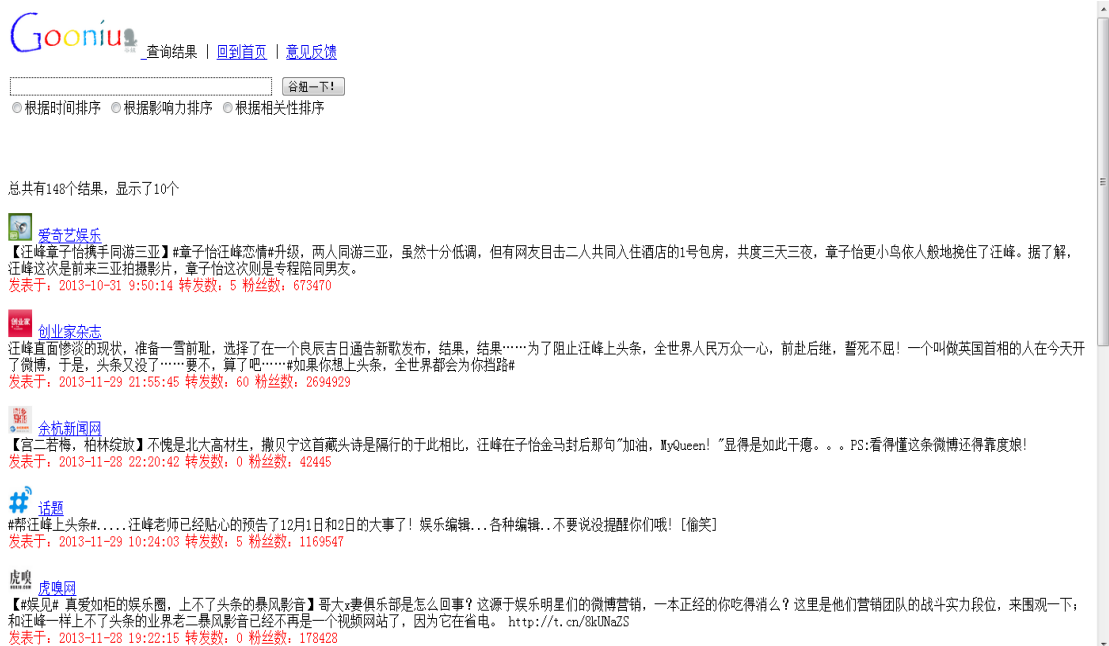 Gooniu _查询结果 | 回到首页 | 意见反馈
谷妞一下!
根据时间排序 根据影响力排序 根据相关性排序
总共有148个结果，显示了10个
爱奇艺娱乐
【汪峰章子怡携手同游三亚】#章子怡汪峰恋情#升级，两人同游三亚，虽然十分低调，但有网友目击二人共同入住酒店的1号包房，共度三天三夜，章子怡更小鸟依人般地挽住了汪峰。据了解，
汪峰这次是前来三亚拍摄影片，章子怡这次则是专程陪同男友。
发表于：2013-10-31 9:50:14 转发数：5 粉丝数：673470
创业家
创业家杂志
汪峰直面惨淡的现状，准备一雪前耻，选择了在一个良辰吉日通告新歌发布，结果，结果……为了阻止汪峰上头条，全世界人民万众一心，前赴后继，誓死不屈！一个叫做英国首相的人在今天开
了微博，于是，头条又没了……要不，算了吧……#如果你想上头条，全世界都会为你挡路#
发表于：2013-11-29 21:55:45 转发数：60 粉丝数：2694929
余杭新闻网
【宫二若梅，柏林绽放】不愧是北大高材生，撒贝宁这首藏头诗是隔行的于此相比，汪峰在子怡金马封后那句"加油，MyQueen！"显得是如此干瘪。。。PS:看得懂这条微博还得靠度娘！
发表于：2013-11-28 22:20:42 转发数：0 粉丝数：42445
#
话题
#帮汪峰上头条#.....汪峰老师已经贴心的预告了12月1日和2日的大事了！娱乐编辑...各种编辑..不要说没提醒你们哦！[偷笑]
发表于：2013-11-29 10:24:03 转发数：5 粉丝数：1169547
虎嗅
虎嗅网
【#娱见# 真爱如柜的娱乐圈，上不了头条的暴风影音】哥大x妻俱乐部是怎么回事？这源于娱乐明星们的微博营销，一本正经的你吃得消么？这里是他们营销团队的战斗实力段位，来围观一下；
和汪峰一样上不了头条的业界老二暴风影音已经不再是一个视频网站了，因为它在省电。 http://t.cn/8kUNaZS
发表于：2013-11-28 19:22:15 转发数：0 粉丝数：178428